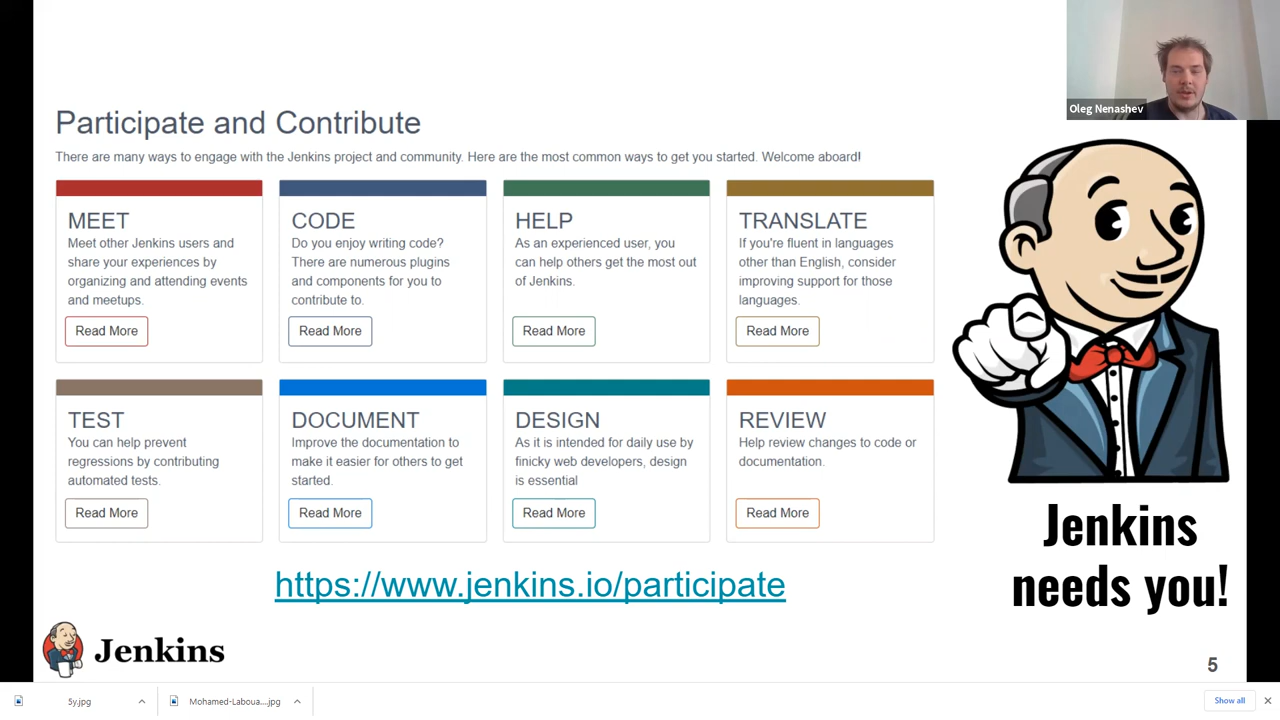 Oleg Nenashev
Participate and Contribute
There are many ways to engage with the Jenkins project and community. Here are the most common ways to get you started. Welcome aboard!
MEET
Meet other Jenkins users and
share your experiences by
organizing and attending events
and meetups.
Read More
CODE
Do you enjoy writing code?
There are numerous plugins
and components for you to
contribute to.
Read More
HELP
As an experienced user, you
can help others get the most out
of Jenkins.
Read More
TRANSLATE
If you're fluent in languages
other than English, consider
improving support for those
languages.
Read More
TEST
You can help prevent
regressions by contributing
automated tests.
Read More
DOCUMENT
Improve the documentation to
make it easier for others to get
started.
Read More
DESIGN
As it is intended for daily use by
finicky web developers, design
is essential
Read More
REVIEW
Help review changes to code or
documentation.
Read More
Jenkins
needs you!
https://www.jenkins.io/participate
Jenkins
5
5y.jpg
Mohamed-Laboua....jpg
Show all